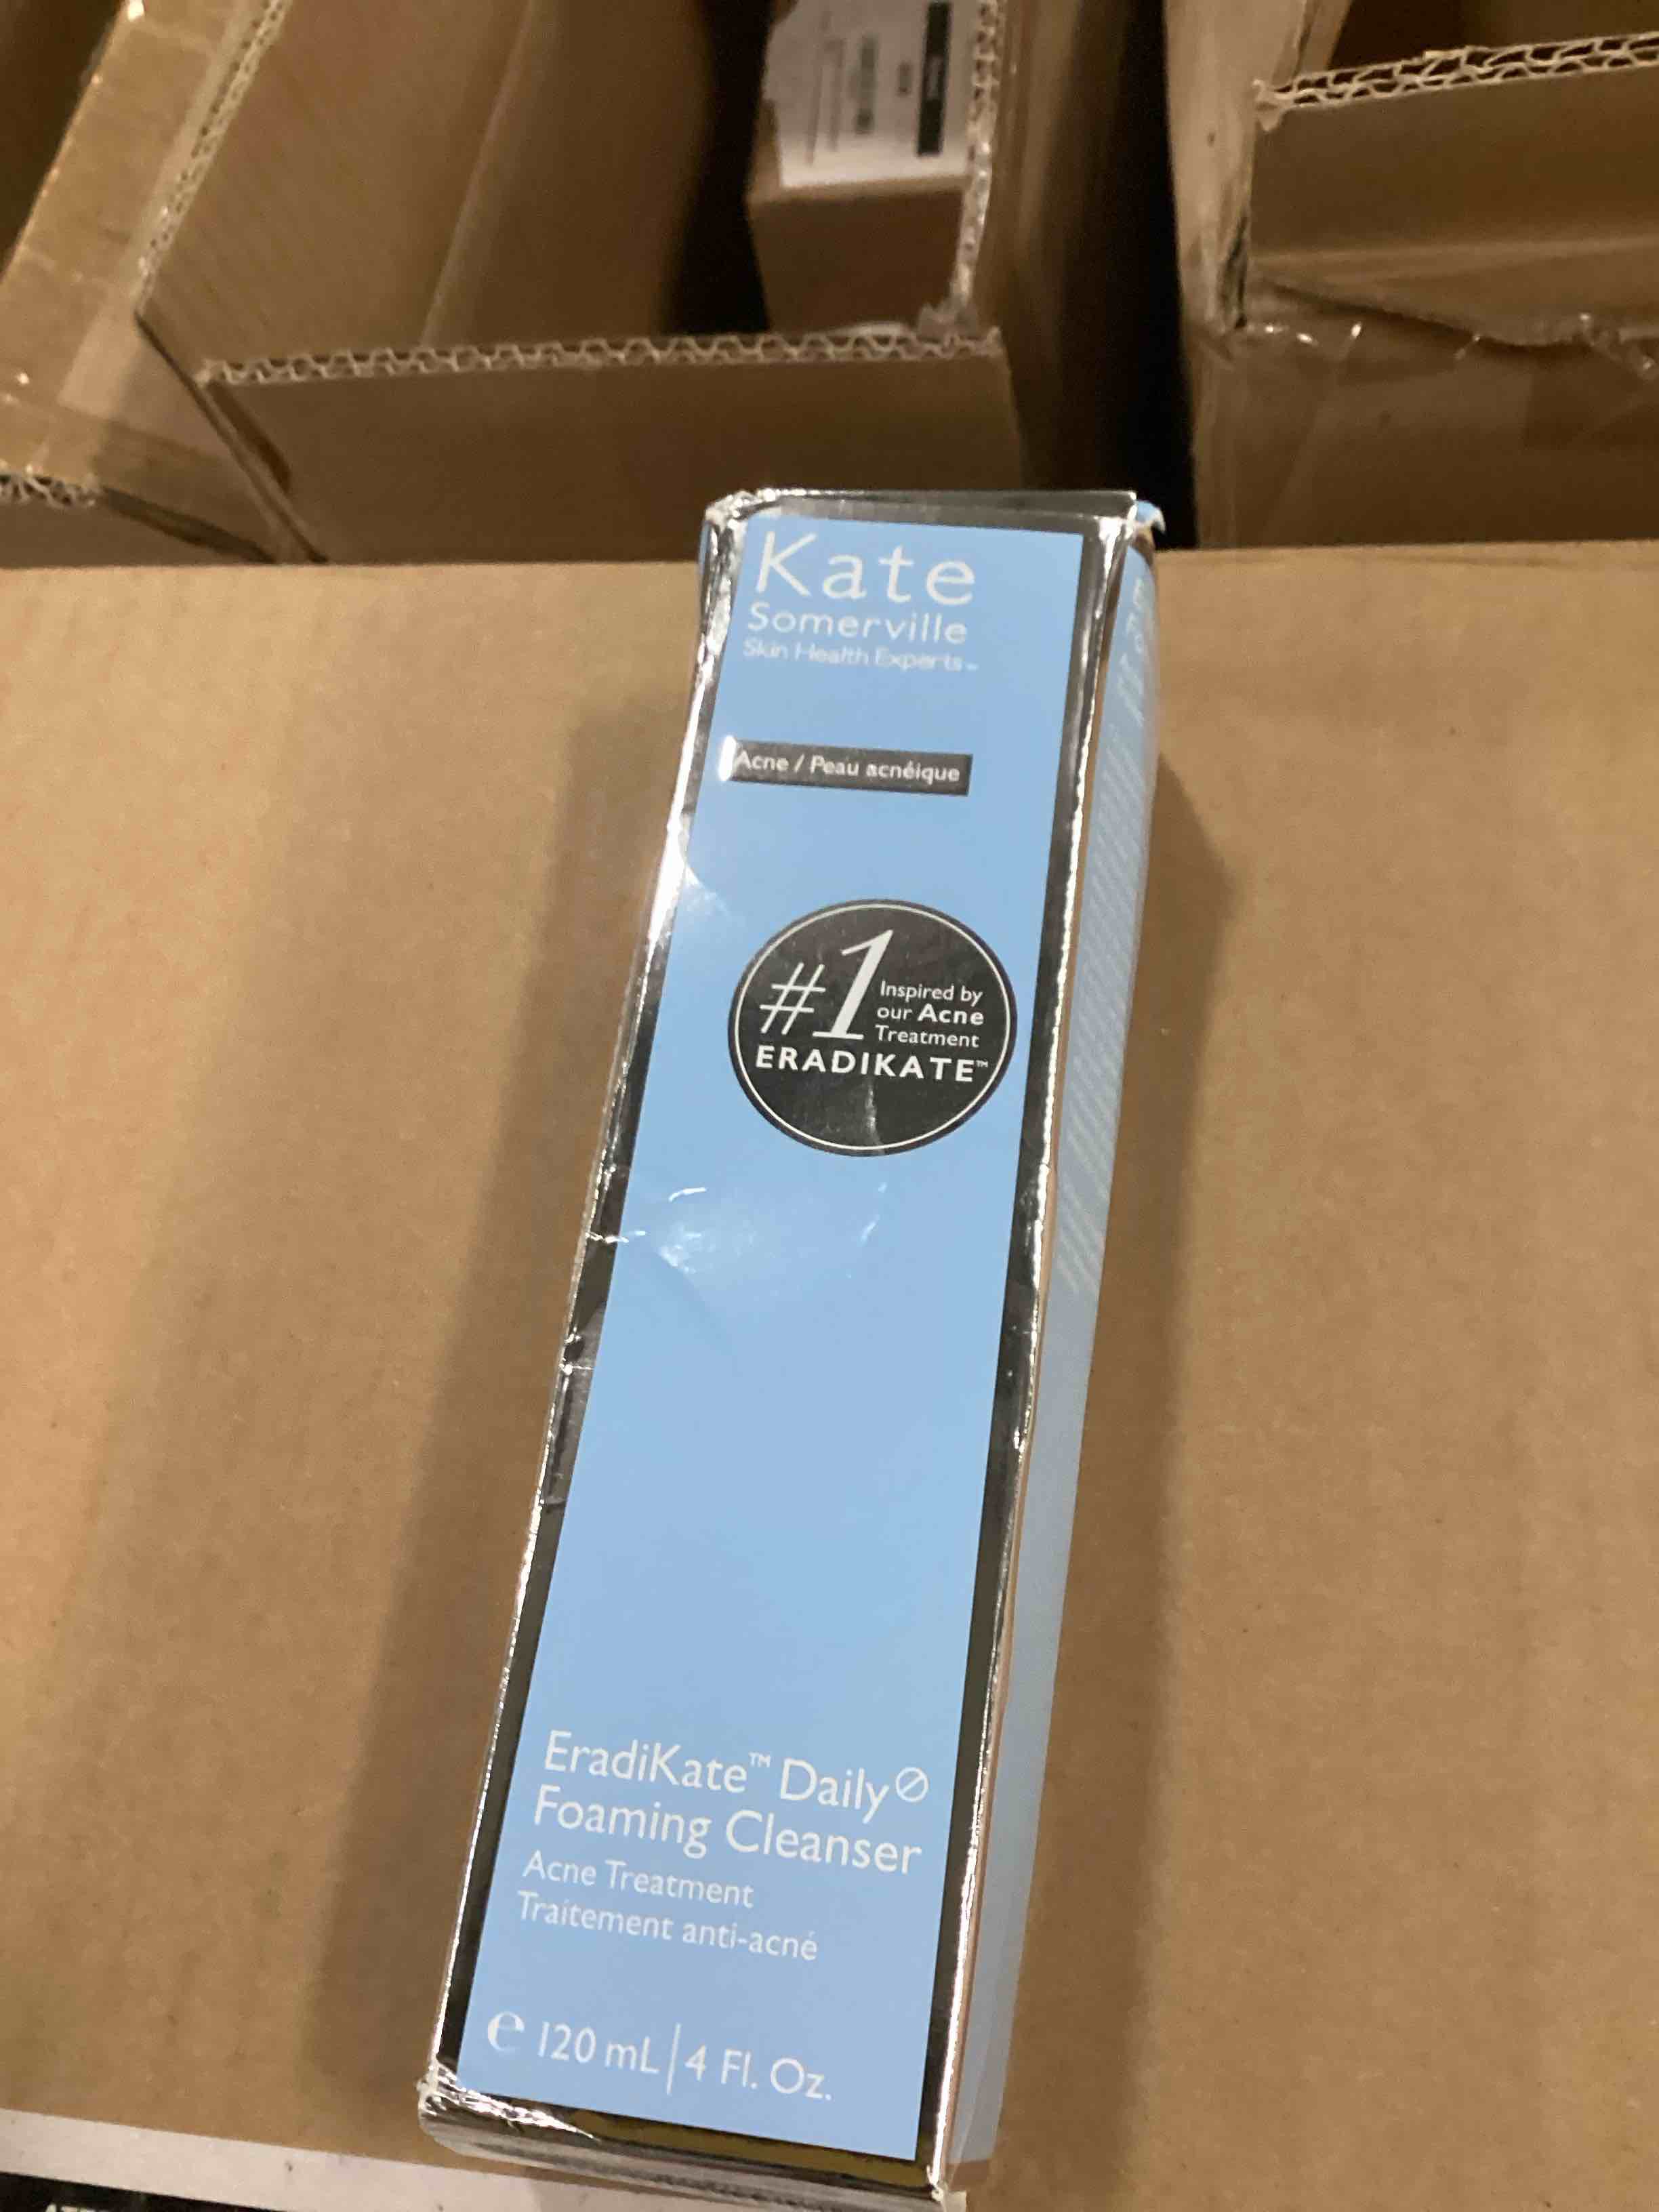 Kate
Somerville
Skin Health Experts™
Acne / Peau acnéique
#1
Inspired by
our Acne
Treatment
ERADIKATE™
EradiKate™ Daily
Foaming Cleanser
Acne Treatment
Traitement anti-acné
℮ 120 mL | 4 Fl. Oz.